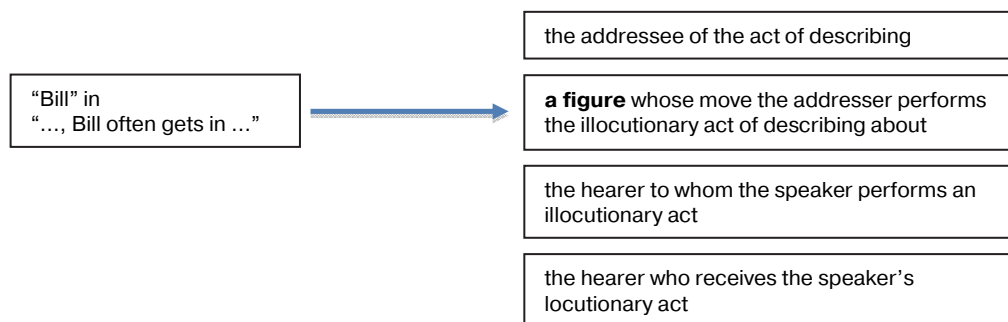 the addressee of the act of describing
“Bill” in
“…, Bill often gets in …”
a figure whose move the addresser performs
the illocutionary act of describing about
the hearer to whom the speaker performs an
illocutionary act
the hearer who receives the speaker’s
locutionary act